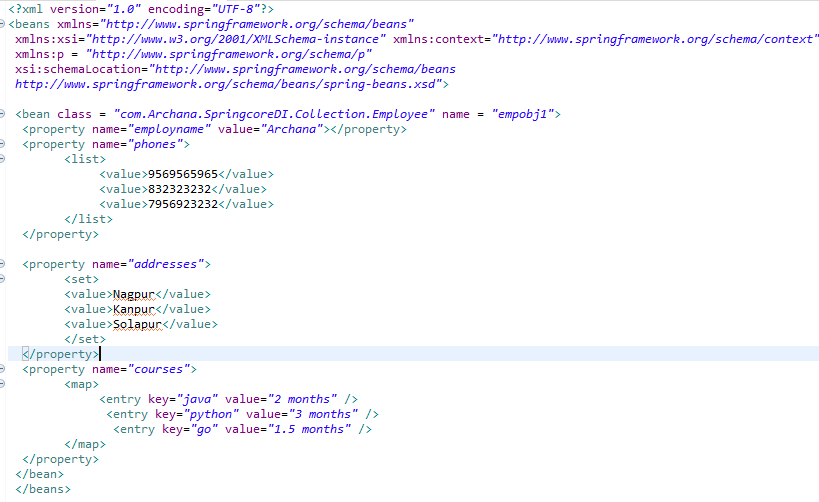 <?xml version="1.0" encoding="UTF-8"?>
<beans xmlns="http://www.springframework.org/schema/beans"
xmlns:xsi="http://www.w3.org/2001/XMLSchema-instance" xmlns:context="http://www.springframework.org/schema/context"
xmlns:p = "http://www.springframework.org/schema/p"
xsi:schemaLocation="http://www.springframework.org/schema/beans
http://www.springframework.org/schema/beans/spring-beans.xsd">
<bean class = "com.Archana.SpringcoreDI.Collection.Employee" name = "empobj1">
<property name="employname" value="Archana"></property>
<property name="phones">
<list>
<value>9569565965</value>
<value>832323232</value>
<value>7956923232</value>
</list>
</property>
<property name="addresses">
<set>
<value>Nagpur</value>
<value>Kanpur</value>
<value>Solapur</value>
</set>
</property>
<property name="courses">
<map>
<entry key="java" value="2 months" />
<entry key="python" value="3 months" />
<entry key="go" value="1.5 months" />
</map>
</property>
</bean>
</beans>